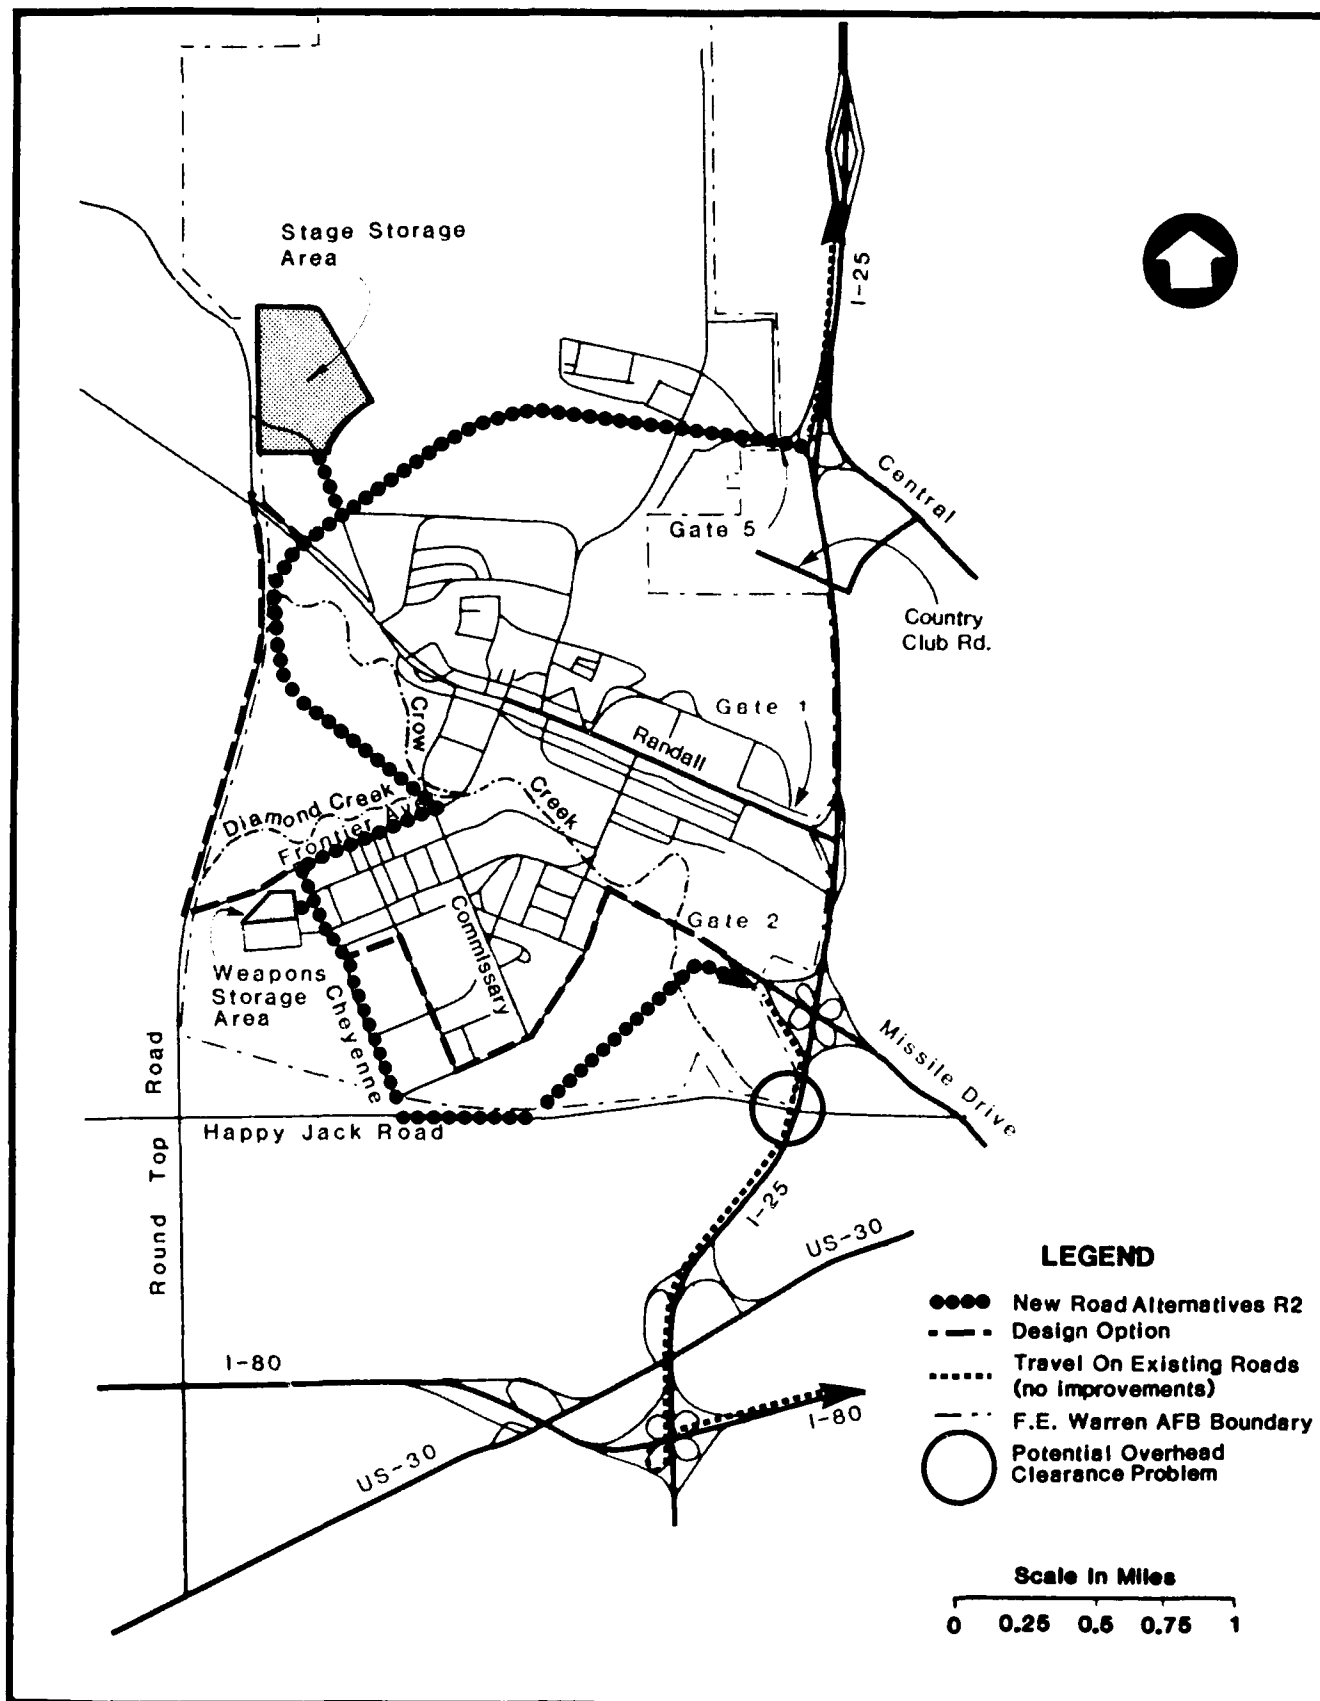 Stage Storage
Area
I-25
Central
Gate 5
Country
Club Rd.
Gate 1
Randall
Crow
Creek
Diamond Creek
Frontier Ave
Gate 2
Commissary
Weapons
Storage
Area
Cheyenne
Missile Drive
Round Top Road
Happy Jack Road
I-25
US-30
I-80
I-80
US-30
LEGEND
New Road Alternatives R2
Design Option
Travel On Existing Roads
(no improvements)
F.E. Warren AFB Boundary
Potential Overhead
Clearance Problem
Scale In Miles
0 0.25 0.5 0.75 1